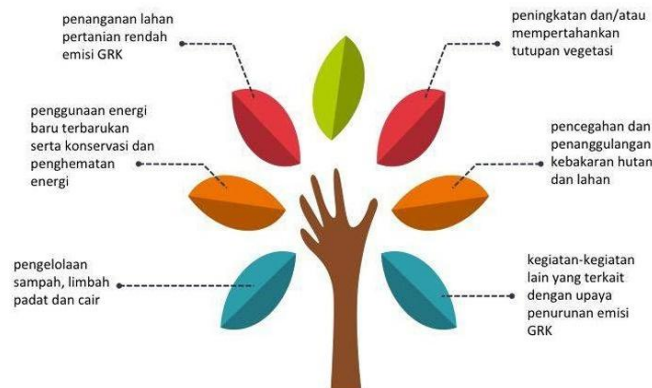 penanganan lahan
pertanian rendah
emisi GRK
penggunaan energi
baru terbarukan
serta konservasi dan
penghematan
energi
pengelolaan
sampah, limbah
padat dan cair
peningkatan dan/atau
mempertahankan
tutupan vegetasi
pencegahan dan
penanggulangan
kebakaran hutan
dan lahan
kegiatan-kegiatan
lain yang terkait
dengan upaya
penurunan emisi
GRK